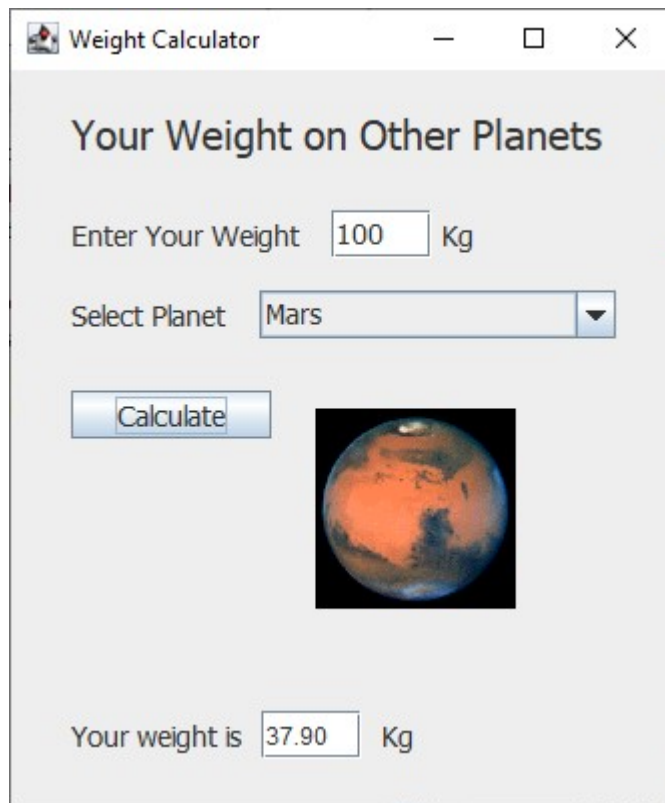 Weight Calculator
Your Weight on Other Planets
Enter Your Weight 100 Kg
Select Planet Mars
Calculate
Your weight is 37.90 Kg